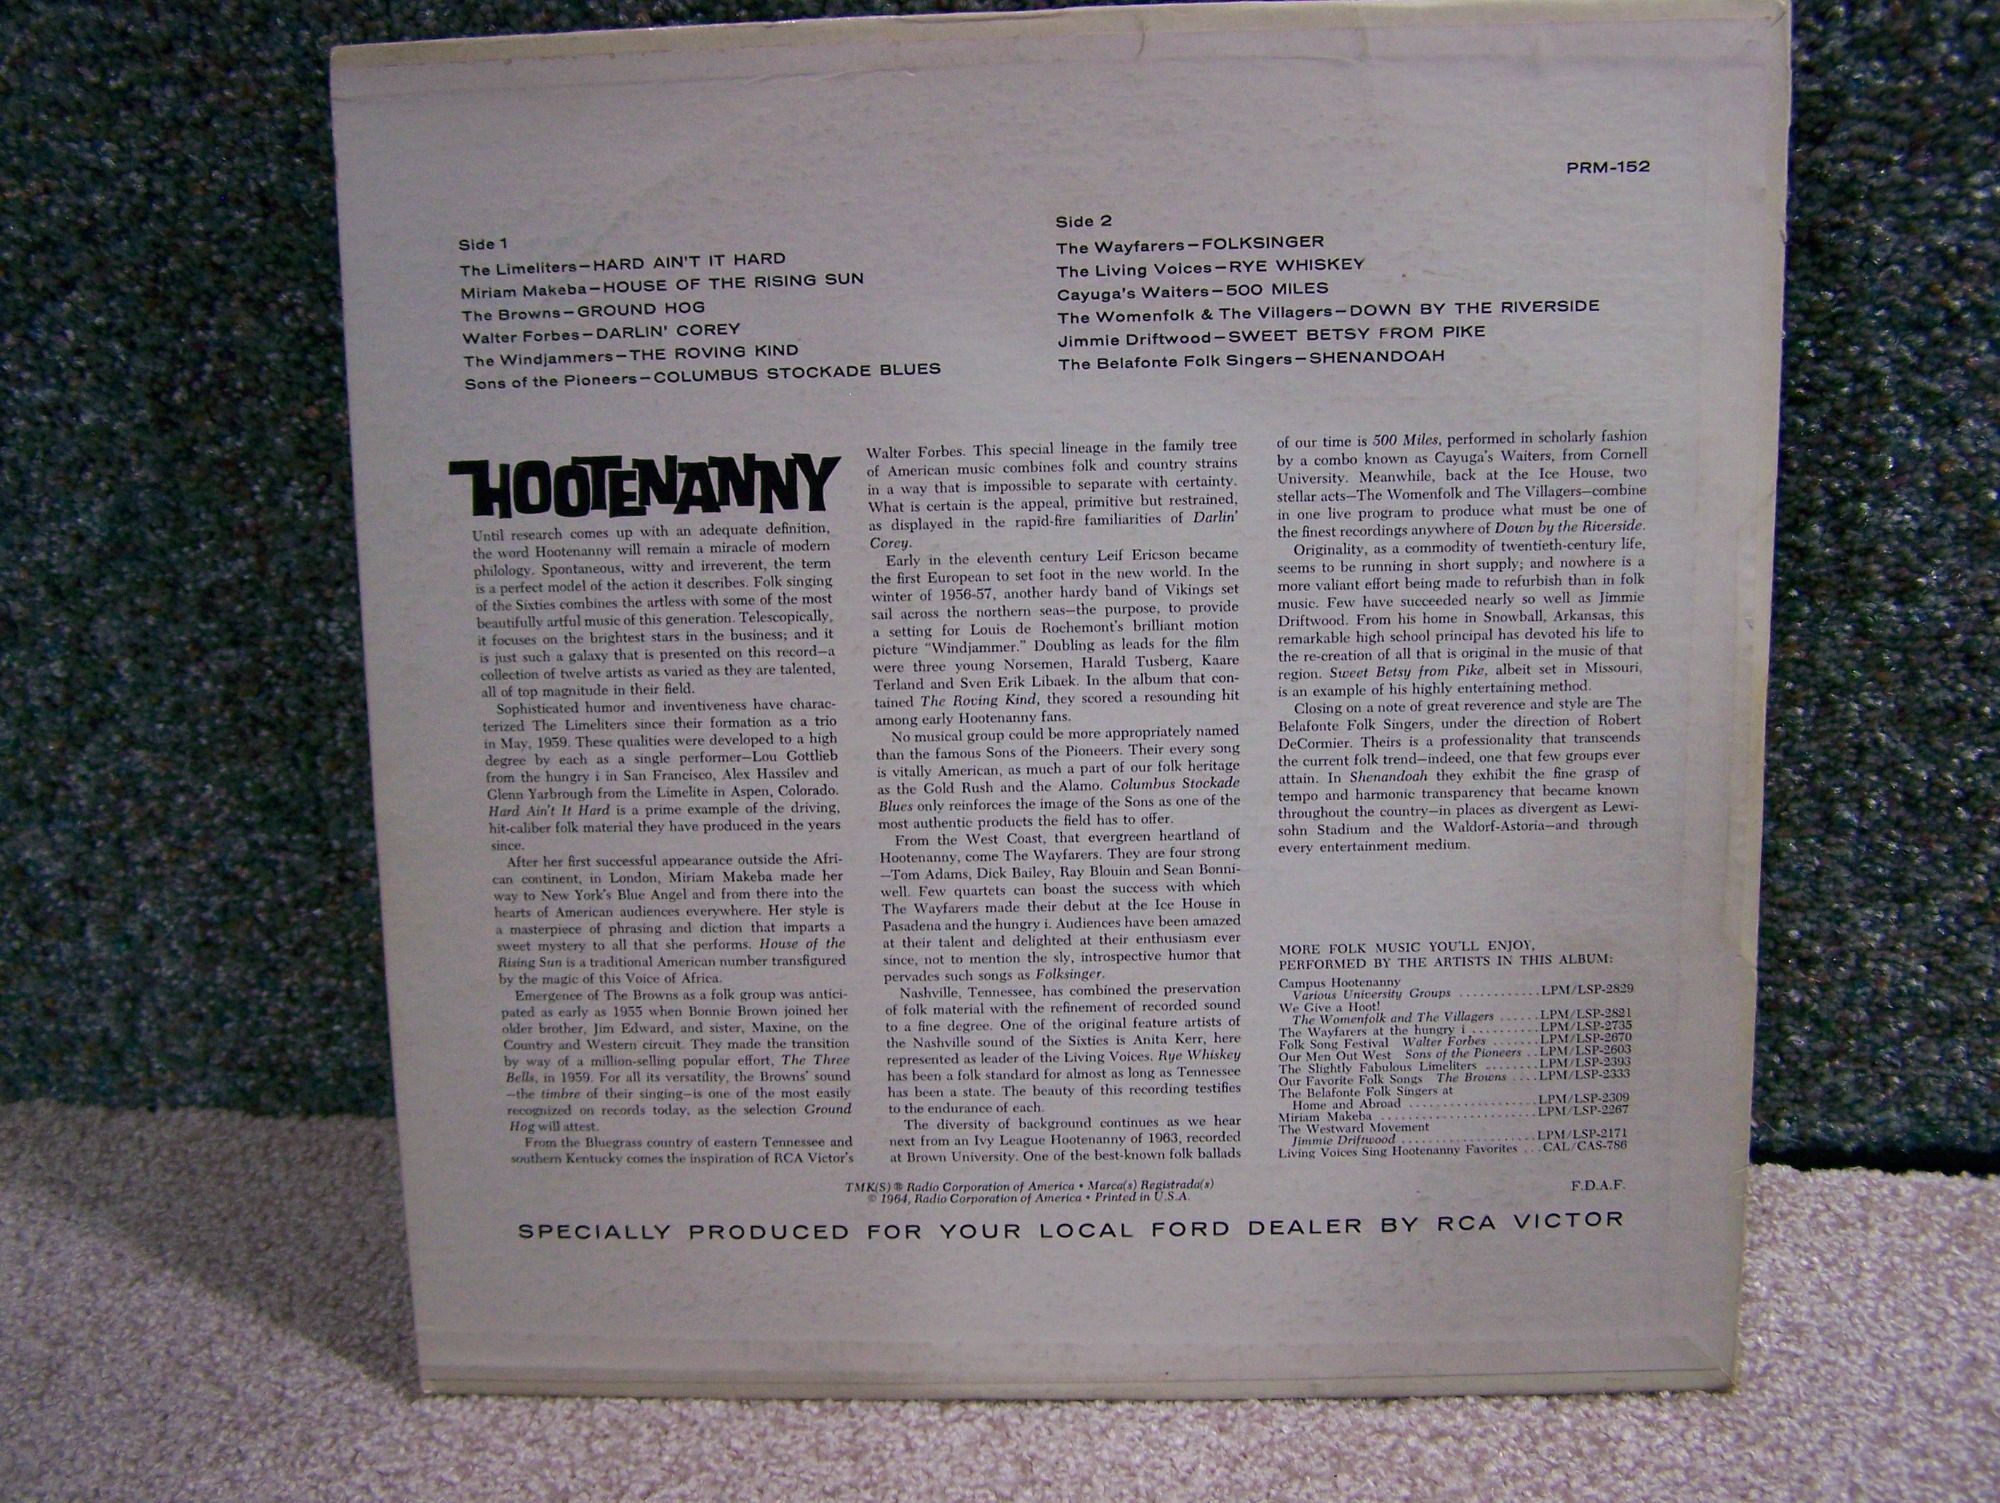 PRM-152
Side 1
The Limeliters—HARD AIN'T IT HARD
Miriam Makeba—HOUSE OF THE RISING SUN
The Browns—GROUND HOG
Walter Forbes—DARLIN' COREY
The Windjammers—THE ROVING KIND
Sons of the Pioneers—COLUMBUS STOCKADE BLUES
Side 2
The Wayfarers—FOLKSINGER
The Living Voices—RYE WHISKEY
Cayuga's Waiters—500 MILES
The Womenfolk & The Villagers—DOWN BY THE RIVERSIDE
Jimmie Driftwood—SWEET BETSY FROM PIKE
The Belafonte Folk Singers—SHENANDOAH
HOOTENANNY
Until research comes up with an adequate definition,
the word Hootenanny will remain a miracle of modern
philology. Spontaneous, witty and irreverent, the term
is a perfect model of the action it describes. Folk singing
of the Sixties combines the artless with some of the most
beautifully artful music of this generation. Telescopically,
it focuses on the brightest stars in the business; and it
is just such a galaxy that is presented on this record—a
collection of twelve artists as varied as they are talented,
all of top magnitude in their field.
Sophisticated humor and inventiveness have charac-
terized The Limeliters since their formation as a trio
in May, 1959. These qualities were developed to a high
degree by each as a single performer—Lou Gottlieb
from the hungry i in San Francisco, Alex Hassilev and
Glenn Yarbrough from the Limelite in Aspen, Colorado.
Hard Ain't It Hard is a prime example of the driving,
hit-caliber folk material they have produced in the years
since.
After her first successful appearance outside the Afri-
can continent, in London, Miriam Makeba made her
way to New York's Blue Angel and from there into the
hearts of American audiences everywhere. Her style is
a masterpiece of phrasing and diction that imparts a
sweet mystery to all that she performs. House of the
Rising Sun is a traditional American number transfigured
by the magic of this Voice of Africa.
Emergence of The Browns as a folk group was antici-
pated as early as 1955 when Bonnie Brown joined her
older brother, Jim Edward, and sister, Maxine, on the
Country and Western circuit. They made the transition
by way of a million-selling popular effort, The Three
Bells, in 1959. For all its versatility, the Browns' sound
—the timbre of their singing—is one of the most easily
recognized on records today, as the selection Ground
Hog will attest.
From the Bluegrass country of eastern Tennessee and
southern Kentucky comes the inspiration of RCA Victor's
Walter Forbes. This special lineage in the family tree
of American music combines folk and country strains
in a way that is impossible to separate with certainty.
What is certain is the appeal, primitive but restrained,
as displayed in the rapid-fire familiarities of Darlin'
Corey.
Early in the eleventh century Leif Ericson became
the first European to set foot in the new world. In the
winter of 1956-57, another hardy band of Vikings set
sail across the northern seas—the purpose, to provide
a setting for Louis de Rochemont's brilliant motion
picture "Windjammer." Doubling as leads for the film
were three young Norsemen, Harald Tusberg, Kaare
Terland and Sven Erik Libaek. In the album that con-
tained The Roving Kind, they scored a resounding hit
among early Hootenanny fans.
No musical group could be more appropriately named
than the famous Sons of the Pioneers. Their every song
is vitally American, as much a part of our folk heritage
as the Gold Rush and the Alamo. Columbus Stockade
Blues only reinforces the image of the Sons as one of the
most authentic products the field has to offer.
From the West Coast, that evergreen heartland of
Hootenanny, come The Wayfarers. They are four strong
—Tom Adams, Dick Bailey, Ray Blouin and Sean Bonni-
well. Few quartets can boast the success with which
The Wayfarers made their debut at the Ice House in
Pasadena and the hungry i. Audiences have been amazed
at their talent and delighted at their enthusiasm ever
since, not to mention the sly, introspective humor that
pervades such songs as Folksinger.
Nashville, Tennessee, has combined the preservation
of folk material with the refinement of recorded sound
to a fine degree. One of the original feature artists of
the Nashville sound of the Sixties is Anita Kerr, here
represented as leader of the Living Voices. Rye Whiskey
has been a folk standard for almost as long as Tennessee
has been a state. The beauty of this recording testifies
to the endurance of each.
The diversity of background continues as we hear
next from an Ivy League Hootenanny of 1963, recorded
at Brown University. One of the best-known folk ballads
of our time is 500 Miles, performed in scholarly fashion
by a combo known as Cayuga's Waiters, from Cornell
University. Meanwhile, back at the Ice House, two
stellar acts—The Womenfolk and The Villagers—combine
in one live program to produce what must be one of
the finest recordings anywhere of Down by the Riverside.
Originality, as a commodity of twentieth-century life,
seems to be running in short supply; and nowhere is a
more valiant effort being made to refurbish than in folk
music. Few have succeeded nearly so well as Jimmie
Driftwood. From his home in Snowball, Arkansas, this
remarkable high school principal has devoted his life to
the re-creation of all that is original in the music of that
region. Sweet Betsy from Pike, albeit set in Missouri,
is an example of his highly entertaining method.
Closing on a note of great reverence and style are The
Belafonte Folk Singers, under the direction of Robert
DeCormier. Theirs is a professionality that transcends
the current folk trend—indeed, one that few groups ever
attain. In Shenandoah they exhibit the fine grasp of
tempo and harmonic transparency that became known
throughout the country—in places as divergent as Lewi-
sohn Stadium and the Waldorf-Astoria—and through
every entertainment medium.
MORE FOLK MUSIC YOU'LL ENJOY,
PERFORMED BY THE ARTISTS IN THIS ALBUM:
Campus Hootenanny
Various University Groups ............LPM/LSP-2829
We Give a Hoot!
The Womenfolk and The Villagers ......LPM/LSP-2821
The Wayfarers at the hungry i ..........LPM/LSP-2735
Folk Song Festival Walter Forbes .......LPM/LSP-2670
Our Men Out West Sons of the Pioneers ..LPM/LSP-2603
The Slightly Fabulous Limeliters ........LPM/LSP-2393
Our Favorite Folk Songs The Browns ....LPM/LSP-2333
The Belafonte Folk Singers at
Home and Abroad ...................LPM/LSP-2309
Miriam Makeba .......................LPM/LSP-2267
The Westward Movement
Jimmie Driftwood ....................LPM/LSP-2171
Living Voices Sing Hootenanny Favorites ...CAL/CAS-786
TMK(S) ® Radio Corporation of America • Marca(s) Registrada(s)
© 1964, Radio Corporation of America • Printed in U.S.A.
F.D.A.F.
SPECIALLY PRODUCED FOR YOUR LOCAL FORD DEALER BY RCA VICTOR